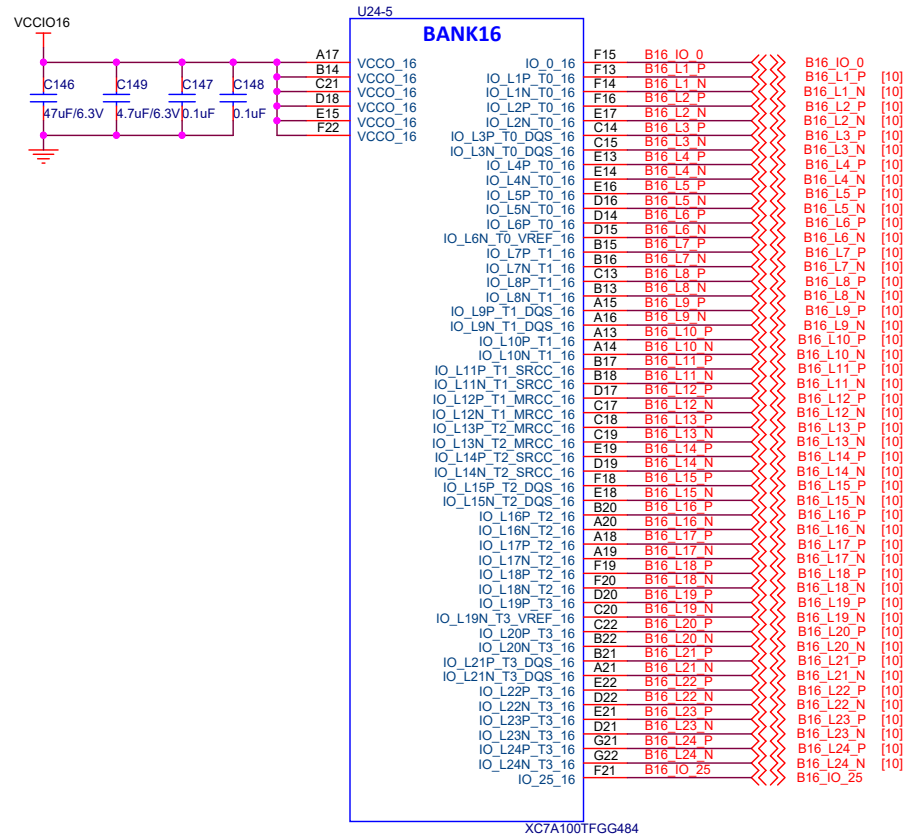 U24-5
BANK16
VCCIO16
C146
47uF/6.3V
C149
4.7uF/6.3V
C147
0.1uF
C148
0.1uF
A17 VCCO_16
B14 VCCO_16
C21 VCCO_16
D18 VCCO_16
E15 VCCO_16
F22 VCCO_16
IO_0_16 F15 B16_IO_0 B16_IO_0
IO_L1P_T0_16 F13 B16_L1_P B16_L1_P [10]
IO_L1N_T0_16 F14 B16_L1_N B16_L1_N [10]
IO_L2P_T0_16 F16 B16_L2_P B16_L2_P [10]
IO_L2N_T0_16 E17 B16_L2_N B16_L2_N [10]
IO_L3P_T0_DQS_16 C14 B16_L3_P B16_L3_P [10]
IO_L3N_T0_DQS_16 C15 B16_L3_N B16_L3_N [10]
IO_L4P_T0_16 E13 B16_L4_P B16_L4_P [10]
IO_L4N_T0_16 E14 B16_L4_N B16_L4_N [10]
IO_L5P_T0_16 E16 B16_L5_P B16_L5_P [10]
IO_L5N_T0_16 D16 B16_L5_N B16_L5_N [10]
IO_L6P_T0_16 D14 B16_L6_P B16_L6_P [10]
IO_L6N_T0_VREF_16 D15 B16_L6_N B16_L6_N [10]
IO_L7P_T1_16 B15 B16_L7_P B16_L7_P [10]
IO_L7N_T1_16 B16 B16_L7_N B16_L7_N [10]
IO_L8P_T1_16 C13 B16_L8_P B16_L8_P [10]
IO_L8N_T1_16 B13 B16_L8_N B16_L8_N [10]
IO_L9P_T1_DQS_16 A15 B16_L9_P B16_L9_P [10]
IO_L9N_T1_DQS_16 A16 B16_L9_N B16_L9_N [10]
IO_L10P_T1_16 A13 B16_L10_P B16_L10_P [10]
IO_L10N_T1_16 A14 B16_L10_N B16_L10_N [10]
IO_L11P_T1_SRCC_16 B17 B16_L11_P B16_L11_P [10]
IO_L11N_T1_SRCC_16 B18 B16_L11_N B16_L11_N [10]
IO_L12P_T1_MRCC_16 D17 B16_L12_P B16_L12_P [10]
IO_L12N_T1_MRCC_16 C17 B16_L12_N B16_L12_N [10]
IO_L13P_T2_MRCC_16 C18 B16_L13_P B16_L13_P [10]
IO_L13N_T2_MRCC_16 C19 B16_L13_N B16_L13_N [10]
IO_L14P_T2_SRCC_16 E19 B16_L14_P B16_L14_P [10]
IO_L14N_T2_SRCC_16 D19 B16_L14_N B16_L14_N [10]
IO_L15P_T2_DQS_16 F18 B16_L15_P B16_L15_P [10]
IO_L15N_T2_DQS_16 E18 B16_L15_N B16_L15_N [10]
IO_L16P_T2_16 B20 B16_L16_P B16_L16_P [10]
IO_L16N_T2_16 A20 B16_L16_N B16_L16_N [10]
IO_L17P_T2_16 A18 B16_L17_P B16_L17_P [10]
IO_L17N_T2_16 A19 B16_L17_N B16_L17_N [10]
IO_L18P_T2_16 F19 B16_L18_P B16_L18_P [10]
IO_L18N_T2_16 F20 B16_L18_N B16_L18_N [10]
IO_L19P_T3_16 D20 B16_L19_P B16_L19_P [10]
IO_L19N_T3_VREF_16 C20 B16_L19_N B16_L19_N [10]
IO_L20P_T3_16 C22 B16_L20_P B16_L20_P [10]
IO_L20N_T3_16 B22 B16_L20_N B16_L20_N [10]
IO_L21P_T3_DQS_16 B21 B16_L21_P B16_L21_P [10]
IO_L21N_T3_DQS_16 A21 B16_L21_N B16_L21_N [10]
IO_L22P_T3_16 E22 B16_L22_P B16_L22_P [10]
IO_L22N_T3_16 D22 B16_L22_N B16_L22_N [10]
IO_L23P_T3_16 E21 B16_L23_P B16_L23_P [10]
IO_L23N_T3_16 D21 B16_L23_N B16_L23_N [10]
IO_L24P_T3_16 G21 B16_L24_P B16_L24_P [10]
IO_L24N_T3_16 G22 B16_L24_N B16_L24_N [10]
IO_25_16 F21 B16_IO_25 B16_IO_25
XC7A100TFGG484